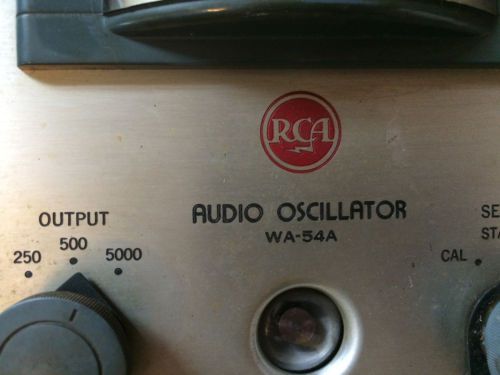 RCA
AUDIO OSCILLATOR
WA-54A
OUTPUT
250 500 5000
CAL